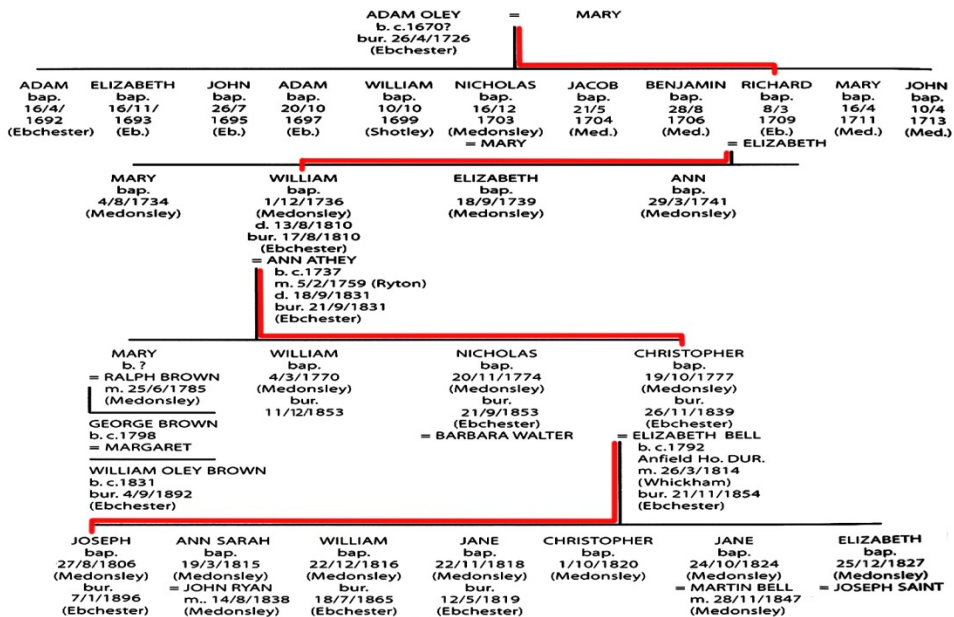 ADAM OLEY = MARY
b. c.1670?
bur. 26/4/1726
(Ebchester)
ADAM ELIZABETH JOHN ADAM WILLIAM NICHOLAS JACOB BENJAMIN RICHARD MARY JOHN
bap. bap. bap. bap. bap. bap. bap. bap. bap. bap. bap.
16/4/ 16/11/ 26/7 20/10 10/10 16/12 21/5 28/8 8/3 16/4 10/4
1692 1693 1695 1697 1699 1703 1704 1706 1709 1711 1713
(Ebchester) (Eb.) (Eb.) (Eb.) (Shotley) (Medonsley) (Med.) (Med.) (Eb.) (Med.) (Med.)
= MARY = ELIZABETH
MARY WILLIAM ELIZABETH ANN
bap. bap. bap. bap.
4/8/1734 1/12/1736 18/9/1739 29/3/1741
(Medonsley) (Medonsley) (Medonsley) (Medonsley)
d. 13/8/1810
bur. 17/8/1810
(Ebchester)
= ANN ATHEY
b. c.1737
m. 5/2/1759 (Ryton)
d. 18/9/1831
bur. 21/9/1831
(Ebchester)
MARY WILLIAM NICHOLAS CHRISTOPHER
b. ? bap. bap. bap.
= RALPH BROWN 4/3/1770 20/11/1774 19/10/1777
m. 25/6/1785 (Medonsley) (Medonsley) (Medonsley)
(Medonsley) bur. bur. bur.
11/12/1853 21/9/1853 26/11/1839
(Ebchester) (Ebchester)
GEORGE BROWN = BARBARA WALTER = ELIZABETH BELL
b. c.1798 b. c.1792
= MARGARET Anfield Ho. DUR.
WILLIAM OLEY BROWN m. 26/3/1814
b. c.1831 (Whickham)
bur. 4/9/1892 bur. 21/11/1854
(Ebchester) (Ebchester)
JOSEPH ANN SARAH WILLIAM JANE CHRISTOPHER JANE ELIZABETH
bap. bap. bap. bap. bap. bap. bap.
27/8/1806 19/3/1815 22/12/1816 22/11/1818 1/10/1820 24/10/1824 25/12/1827
(Medonsley) (Medonsley) (Medonsley) (Medonsley) (Medonsley) (Medonsley) (Medonsley)
bur. = JOHN RYAN bur. bur. = MARTIN BELL = JOSEPH SAINT
7/1/1896 m.. 14/8/1838 18/7/1865 12/5/1819 m. 28/11/1847
(Ebchester) (Medonsley) (Ebchester) (Ebchester) (Medonsley)